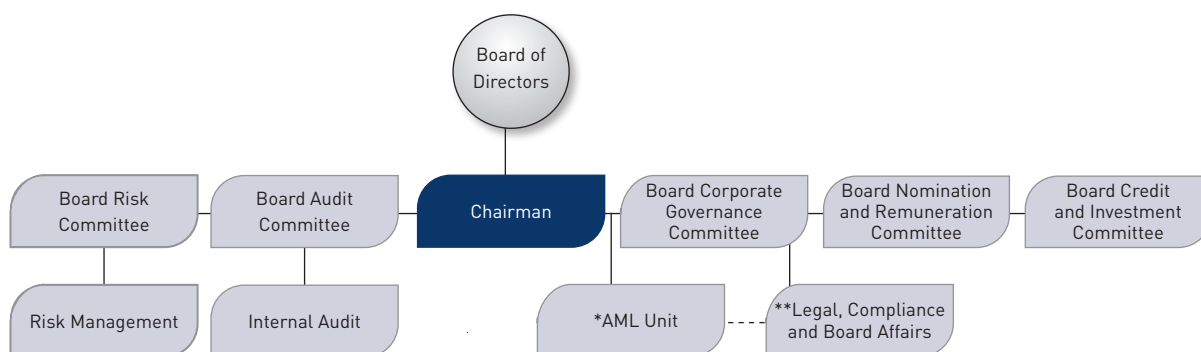 Board of
Directors
Board Risk
Committee
Board Audit
Committee
Chairman
Board Corporate
Governance
Committee
Board Nomination
and Remuneration
Committee
Board Credit
and Investment
Committee
Risk Management
Internal Audit
*AML Unit
**Legal, Compliance
and Board Affairs